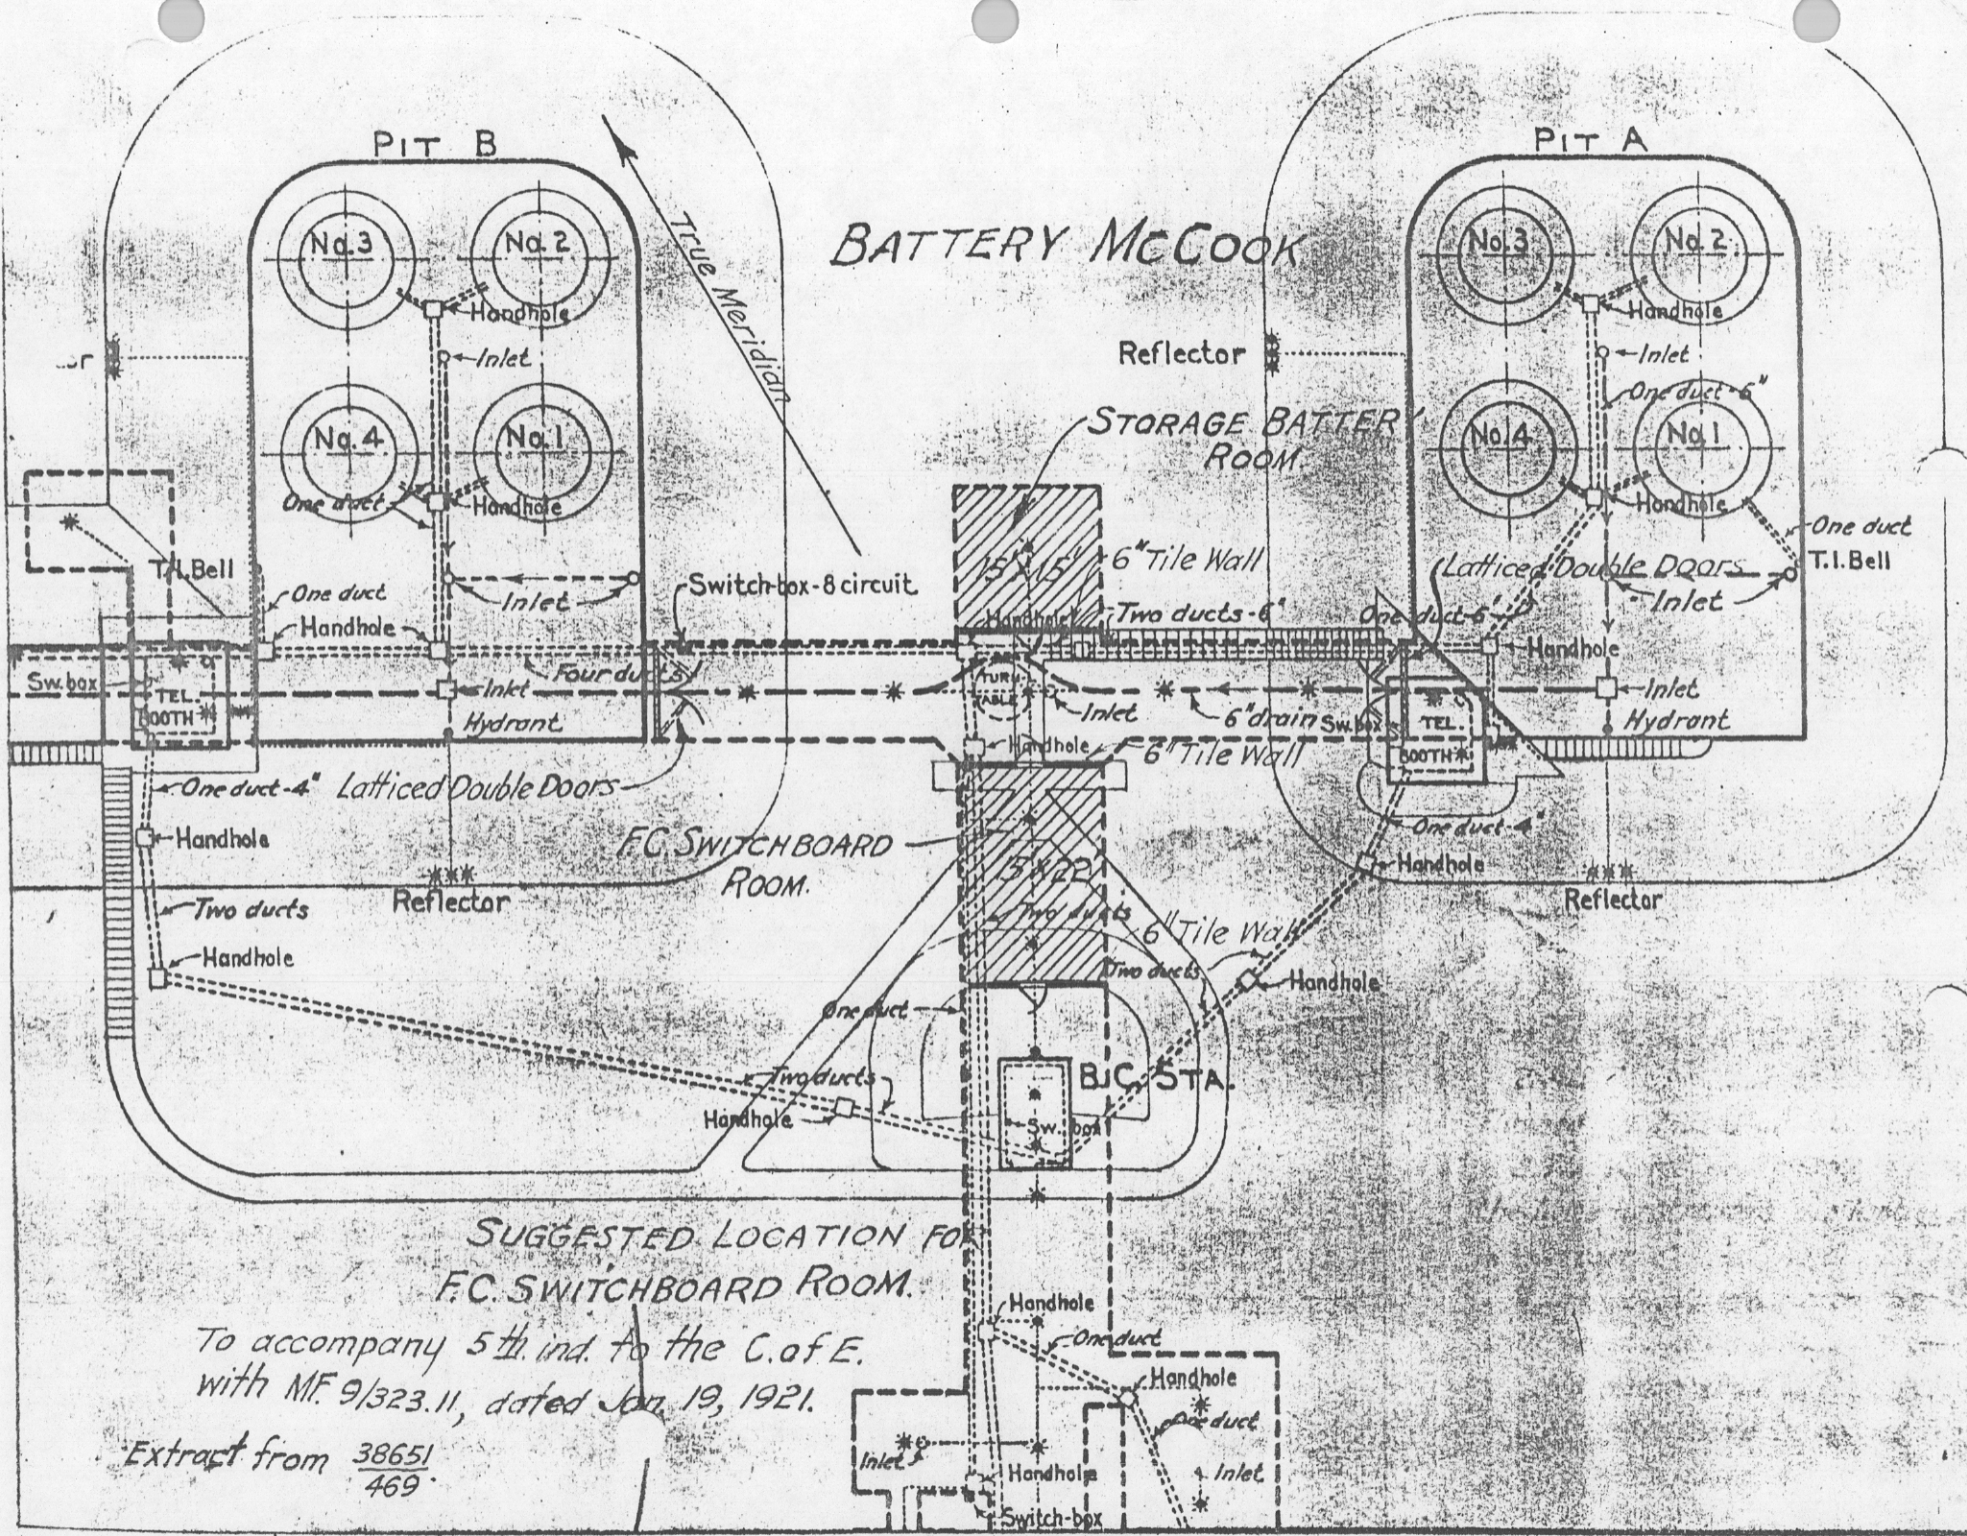 PIT B
PIT A
BATTERY MCCOOK
True Meridian
No.3
No.2
Handhole
Inlet
No.4
No.1
One duct
Handhole
T.I.Bell
One duct
Handhole
Inlet
Four ducts
Switch-box-8 circuit
Sw.box
TEL.
BOOTH
Inlet
Hydrant
One duct-4"
Latticed Double Doors
Handhole
Two ducts
Reflector
Handhole
Reflector
STORAGE BATTERY
ROOM.
15'X15'
6" Tile Wall
Handhole
Two ducts-6'
TURN
TABLE
Inlet
6"drain
Handhole
6" Tile Wall
F.C. SWITCHBOARD
ROOM.
15X22
Two ducts
6" Tile Wall
Two ducts
One duct
B.C. STA.
Sw. box
Two ducts
Handhole
No.3
No.2
Handhole
Inlet
One duct-6"
No.4
No.1
Handhole
One duct
T.I.Bell
Latticed Double Doors
Inlet
One duct-6'
Handhole
Sw.box
TEL.
BOOTH
Inlet
Hydrant
One duct-4"
Handhole
Reflector
Handhole
SUGGESTED LOCATION FOR
F.C. SWITCHBOARD ROOM.
To accompany 5th. ind. to the C. of E.
with MF. 9/323.11, dated Jan. 19, 1921.
Extract from 38651
469.
Handhole
One duct
Handhole
One duct
Inlet
Handhole
Inlet
Switch-box